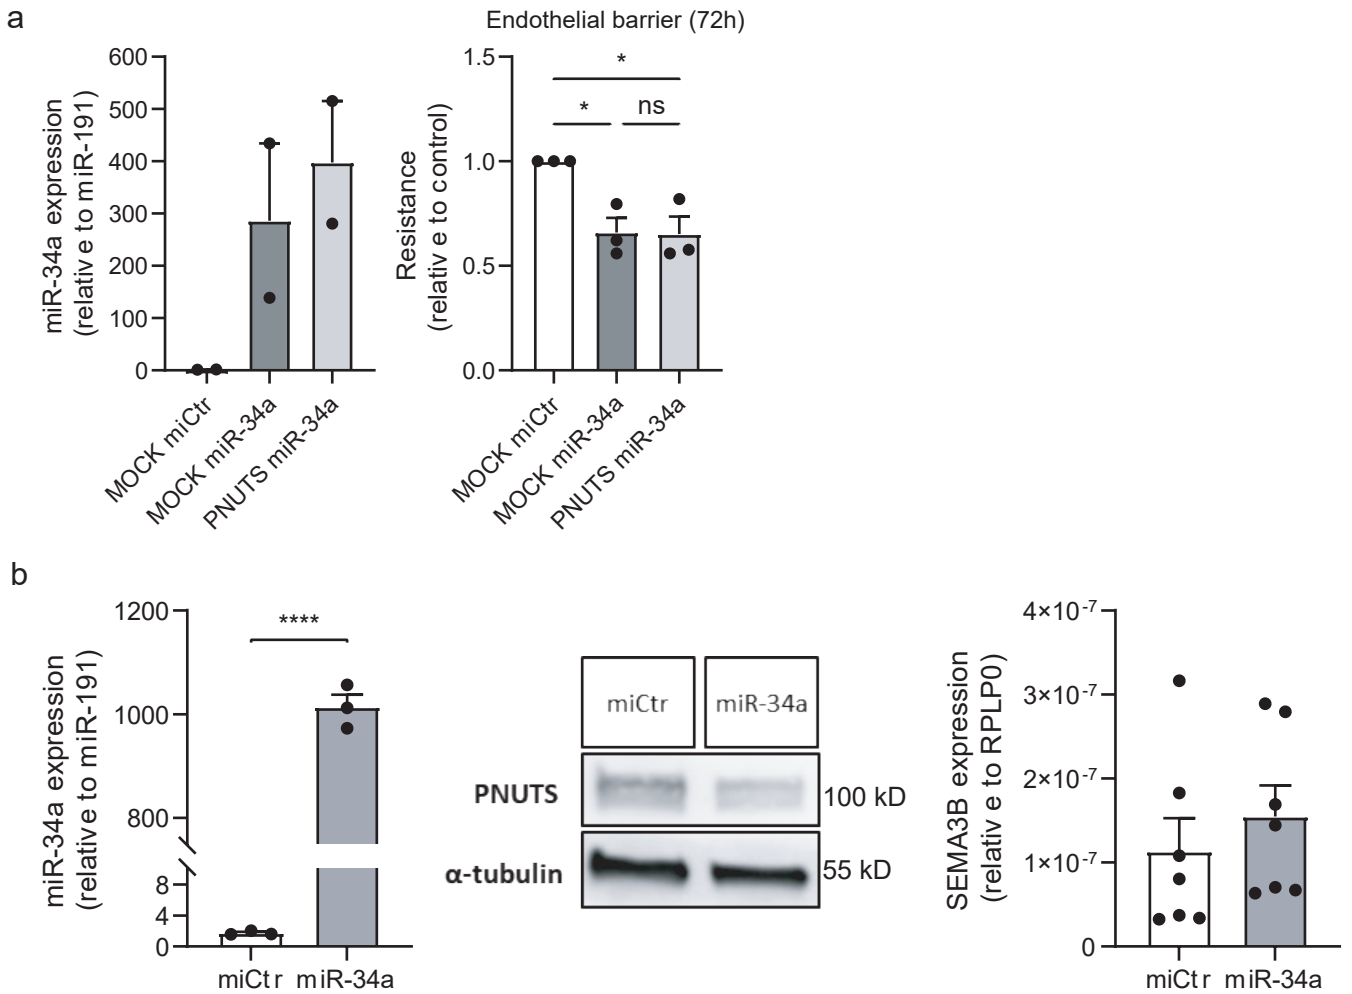 a
Endothelial barrier (72h)
miR-34a expression
(relativ e to miR-191)
600
500
400
300
200
100
0
MOCK miCtr
MOCK miR-34a
PNUTS miR-34a
Resistance
(relativ e to control)
1.5
1.0
0.5
0.0
*
* ns
MOCK miCtr
MOCK miR-34a
PNUTS miR-34a
b
miR-34a expression
(relative to miR-191)
1200
1000
800
8
4
0
****
miCtr miR-34a
miCtr miR-34a
PNUTS 100 kD
α-tubulin 55 kD
SEMA3B expression
(relativ e to RPLP0)
4×10⁻⁷
3×10⁻⁷
2×10⁻⁷
1×10⁻⁷
0
miCtr miR-34a